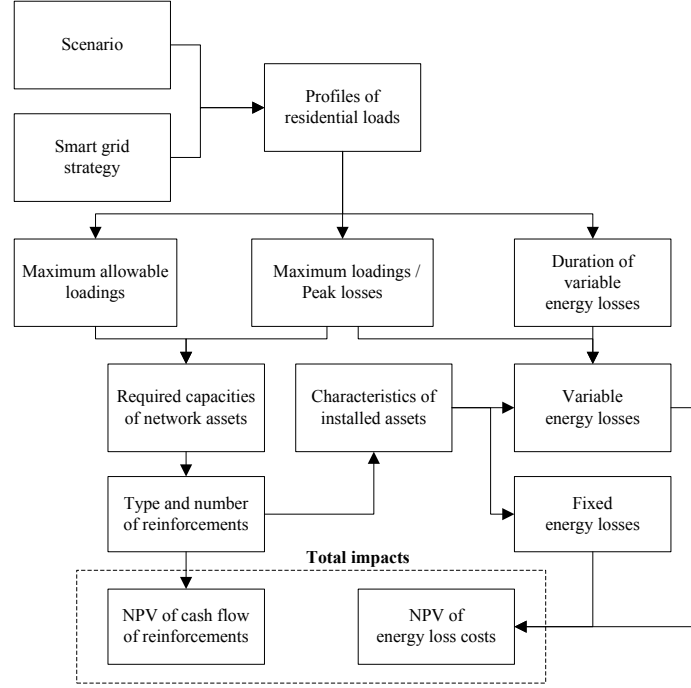 Scenario
Profiles of
residential loads
Smart grid
strategy
Maximum allowable
loadings
Maximum loadings /
Peak losses
Duration of
variable
energy losses
Required capacities
of network assets
Characteristics of
installed assets
Variable
energy losses
Type and number
of reinforcements
Fixed
energy losses
Total impacts
NPV of cash flow
of reinforcements
NPV of
energy loss costs